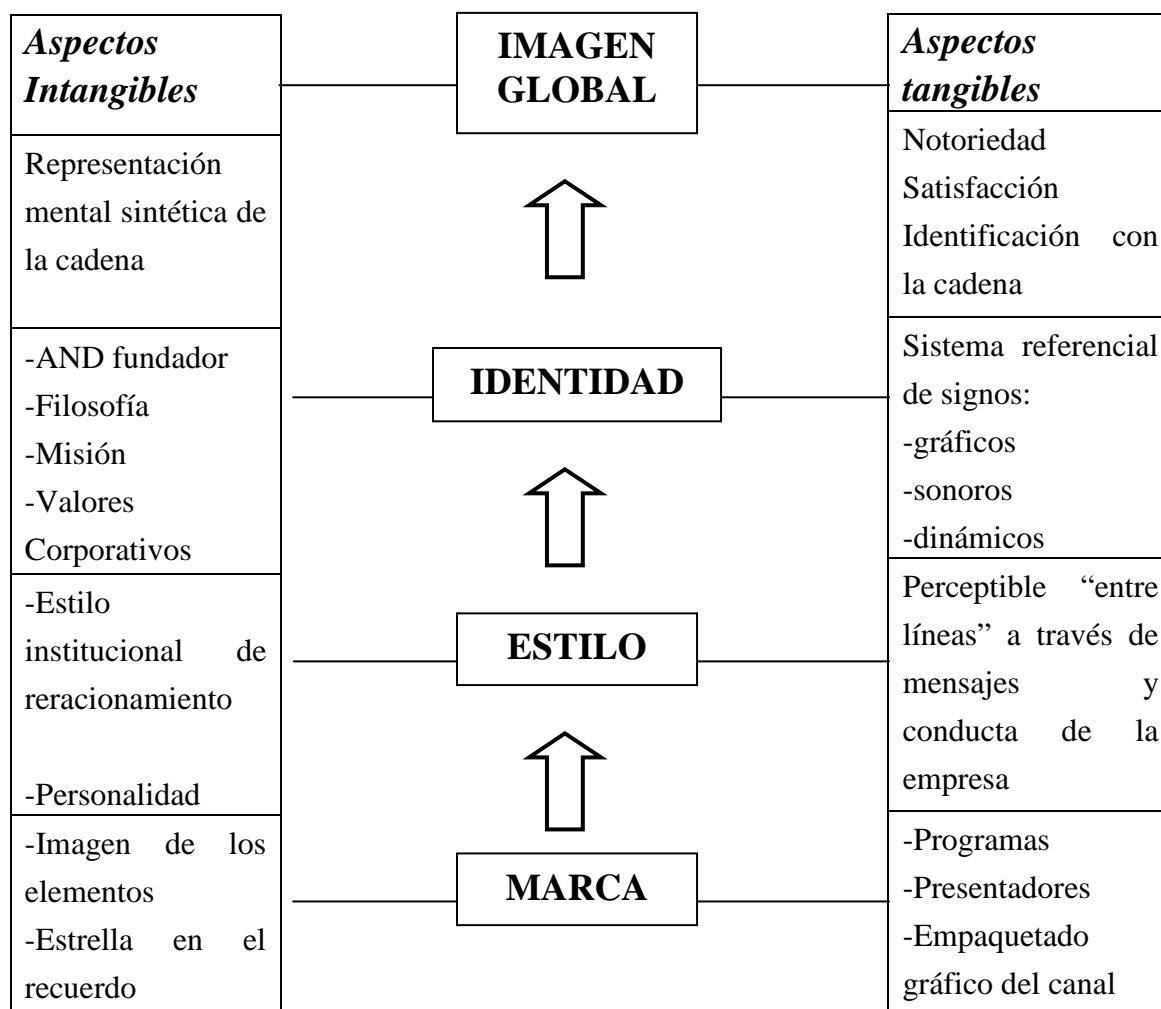 Aspectos
Intangibles
Representación
mental sintética de
la cadena
-AND fundador
-Filosofía
-Misión
-Valores
Corporativos
-Estilo
institucional de
reracionamiento
-Personalidad
-Imagen de los
elementos
-Estrella en el
recuerdo
IMAGEN
GLOBAL
IDENTIDAD
ESTILO
MARCA
Aspectos
tangibles
Notoriedad
Satisfacción
Identificación con
la cadena
Sistema referencial
de signos:
-gráficos
-sonoros
-dinámicos
Perceptible “entre
líneas” a través de
mensajes y
conducta de la
empresa
-Programas
-Presentadores
-Empaquetado
gráfico del canal